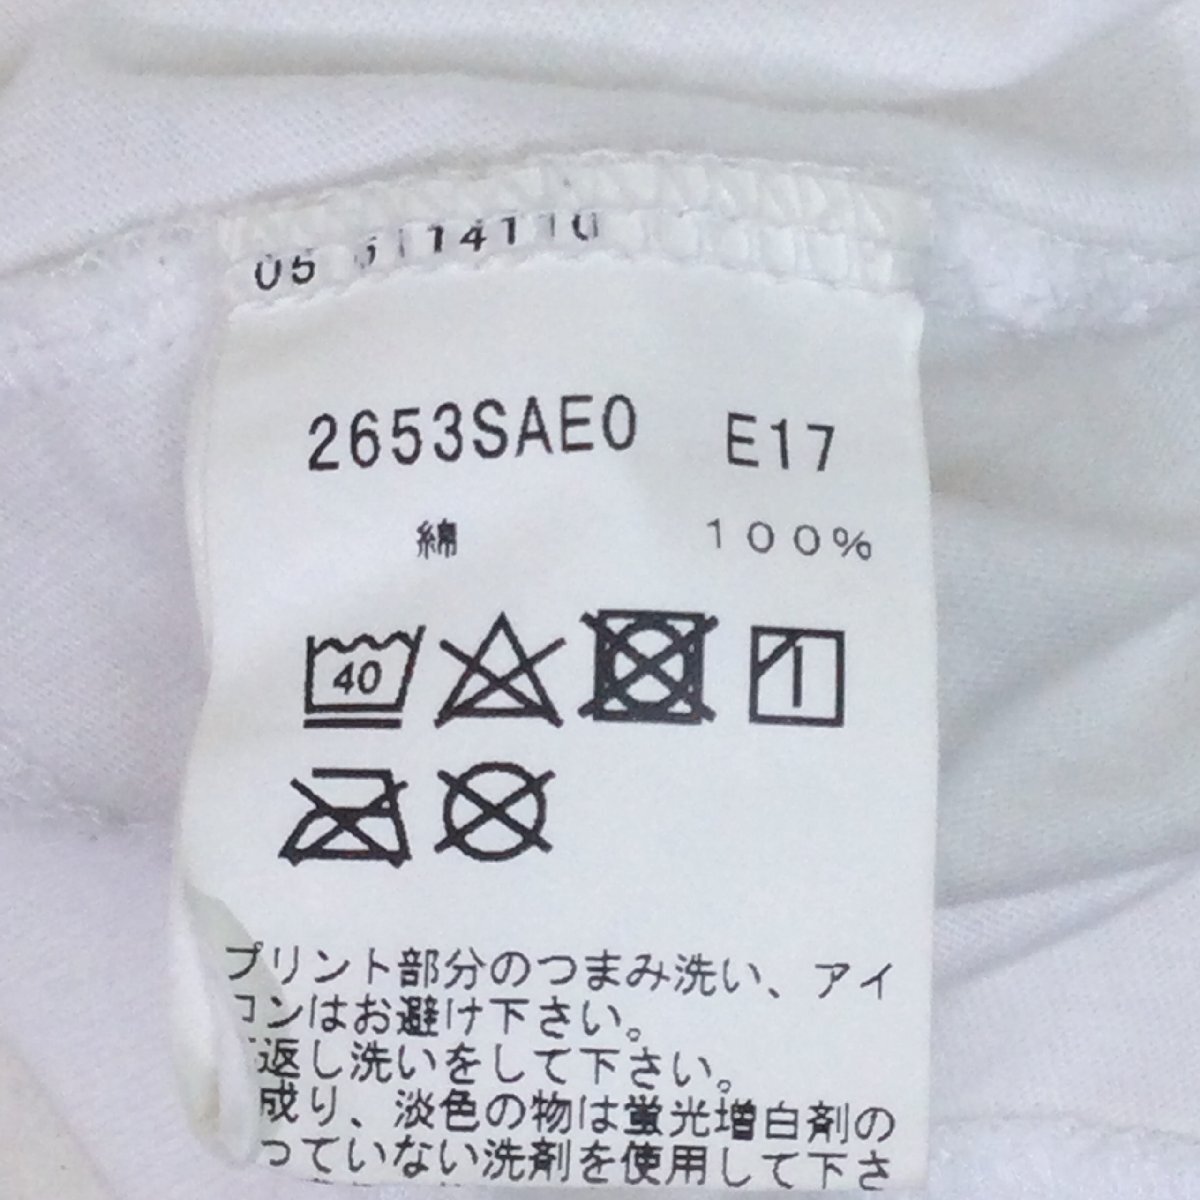 2653SAE0 E17
綿 100%
40
プリント部分のつまみ洗い、アイ
ロンはお避け下さい。
返し洗いをして下さい。
成り、淡色の物は蛍光増白剤の
っていない洗剤を使用して下さ